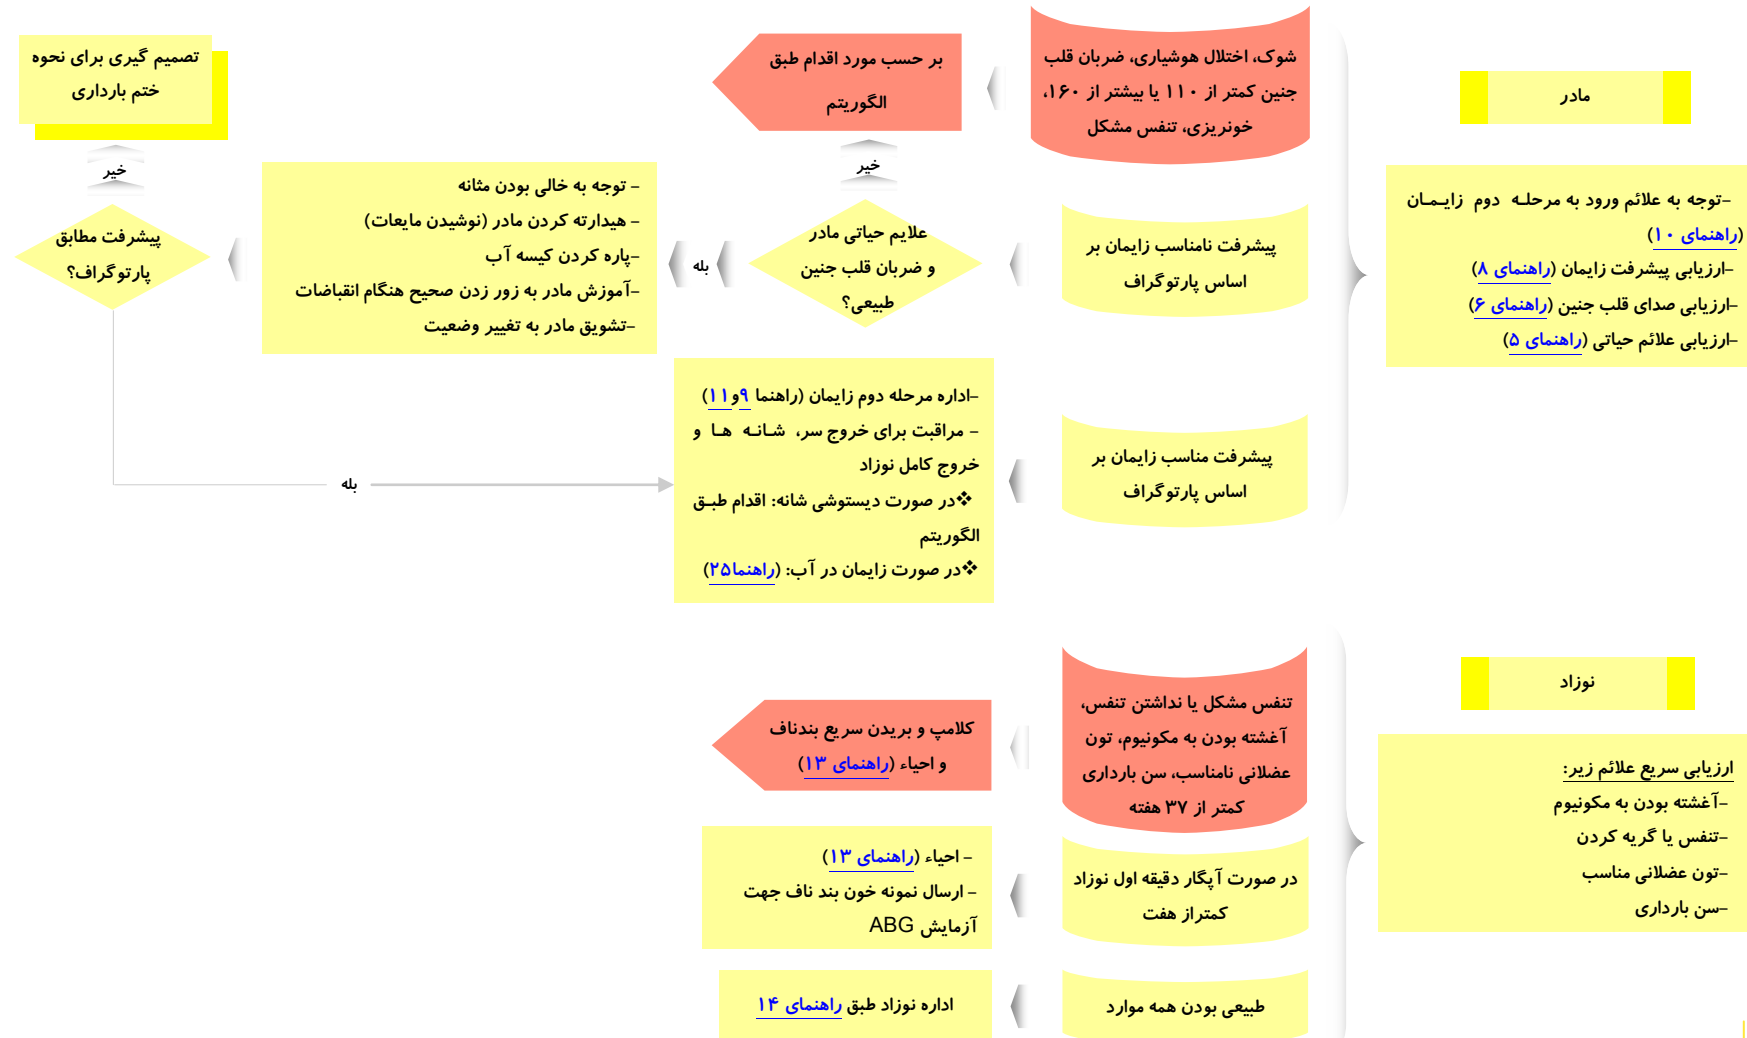 مادر
-توجه به علائم ورود به مرحله دوم زایمان
(راهنمای ۱۰)
-ارزیابی پیشرفت زایمان (راهنمای ۸)
-ارزیابی صدای قلب جنین (راهنمای ۶)
-ارزیابی علائم حیاتی (راهنمای ۵)
شوک، اختلال هوشیاری، ضربان قلب
جنین کمتر از ۱۱۰ یا بیشتر از ۱۶۰،
خونریزی، تنفس مشکل
بر حسب مورد اقدام طبق
الگوریتم
پیشرفت نامناسب زایمان بر
اساس پارتوگراف
خیر
علایم حیاتی مادر
و ضربان قلب جنین
طبیعی؟
بله
- توجه به خالی بودن مثانه
- هیدارته کردن مادر (نوشیدن مایعات)
-پاره کردن کیسه آب
-آموزش مادر به زور زدن صحیح هنگام انقباضات
-تشویق مادر به تغییر وضعیت
پیشرفت مطابق
پارتوگراف؟
خیر
تصمیم گیری برای نحوه
ختم بارداری
بله
پیشرفت مناسب زایمان بر
اساس پارتوگراف
-اداره مرحله دوم زایمان (راهنما ۹و۱۱)
- مراقبت برای خروج سر، شانه ها و
خروج کامل نوزاد
❖در صورت دیستوشی شانه: اقدام طبق
الگوریتم
❖در صورت زایمان در آب: (راهنما۲۵)
نوزاد
ارزیابی سریع علائم زیر:
-آغشته بودن به مکونیوم
-تنفس یا گریه کردن
-تون عضلانی مناسب
-سن بارداری
تنفس مشکل یا نداشتن تنفس،
آغشته بودن به مکونیوم، تون
عضلانی نامناسب، سن بارداری
کمتر از ۳۷ هفته
کلامپ و بریدن سریع بندناف
و احیاء (راهنمای ۱۳)
در صورت آپگار دقیقه اول نوزاد
کمتراز هفت
- احیاء (راهنمای ۱۳)
- ارسال نمونه خون بند ناف جهت
آزمایش ABG
طبیعی بودن همه موارد
اداره نوزاد طبق راهنمای ۱۴